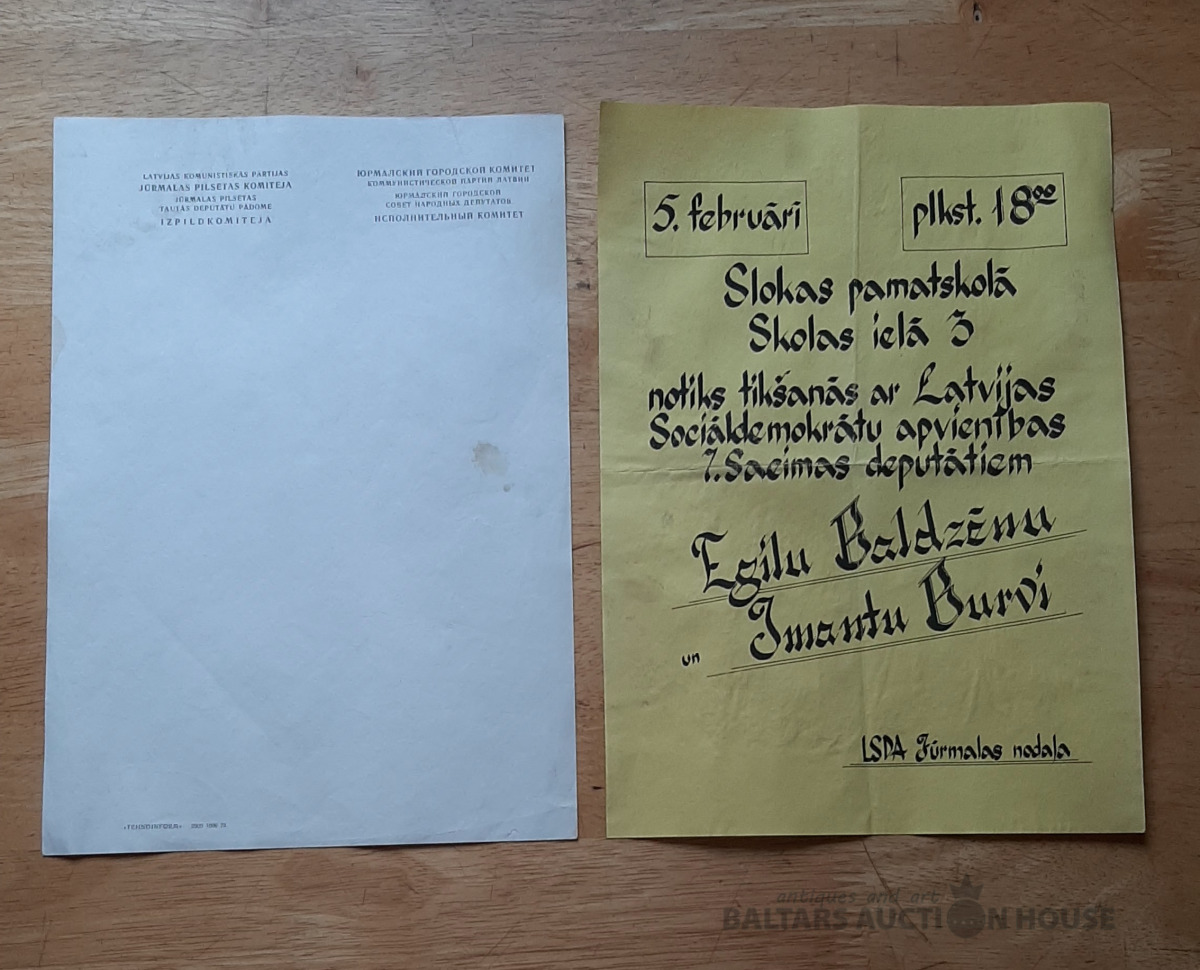 LATVIJAS KOMUNISTISKĀS PARTIJAS
JŪRMALAS PILSĒTAS KOMITEJA
JŪRMALAS PILSĒTAS
TAUTAS DEPUTĀTU PADOME
IZPILDKOMITEJA
ЮРМАЛСКИЙ ГОРОДСКОЙ КОМИТЕТ
КОММУНИСТИЧЕСКОЙ ПАРТИИ ЛАТВИИ
ЮРМАЛСКИЙ ГОРОДСКОЙ
СОВЕТ НАРОДНЫХ ДЕПУТАТОВ
ИСПОЛНИТЕЛЬНЫЙ КОМИТЕТ
5. februārī
plkst. 18⁰⁰
Slokas pamatskolā
Skolas ielā 3
notiks tikšanās ar Latvijas
Sociāldemokrātu apvienības
7. Saeimas deputātiem
Egilu Baldzēnu
un Imantu Burvi
LSDA Jūrmalas nodaļa
antiques and art
BALTARS AUCTION HOUSE